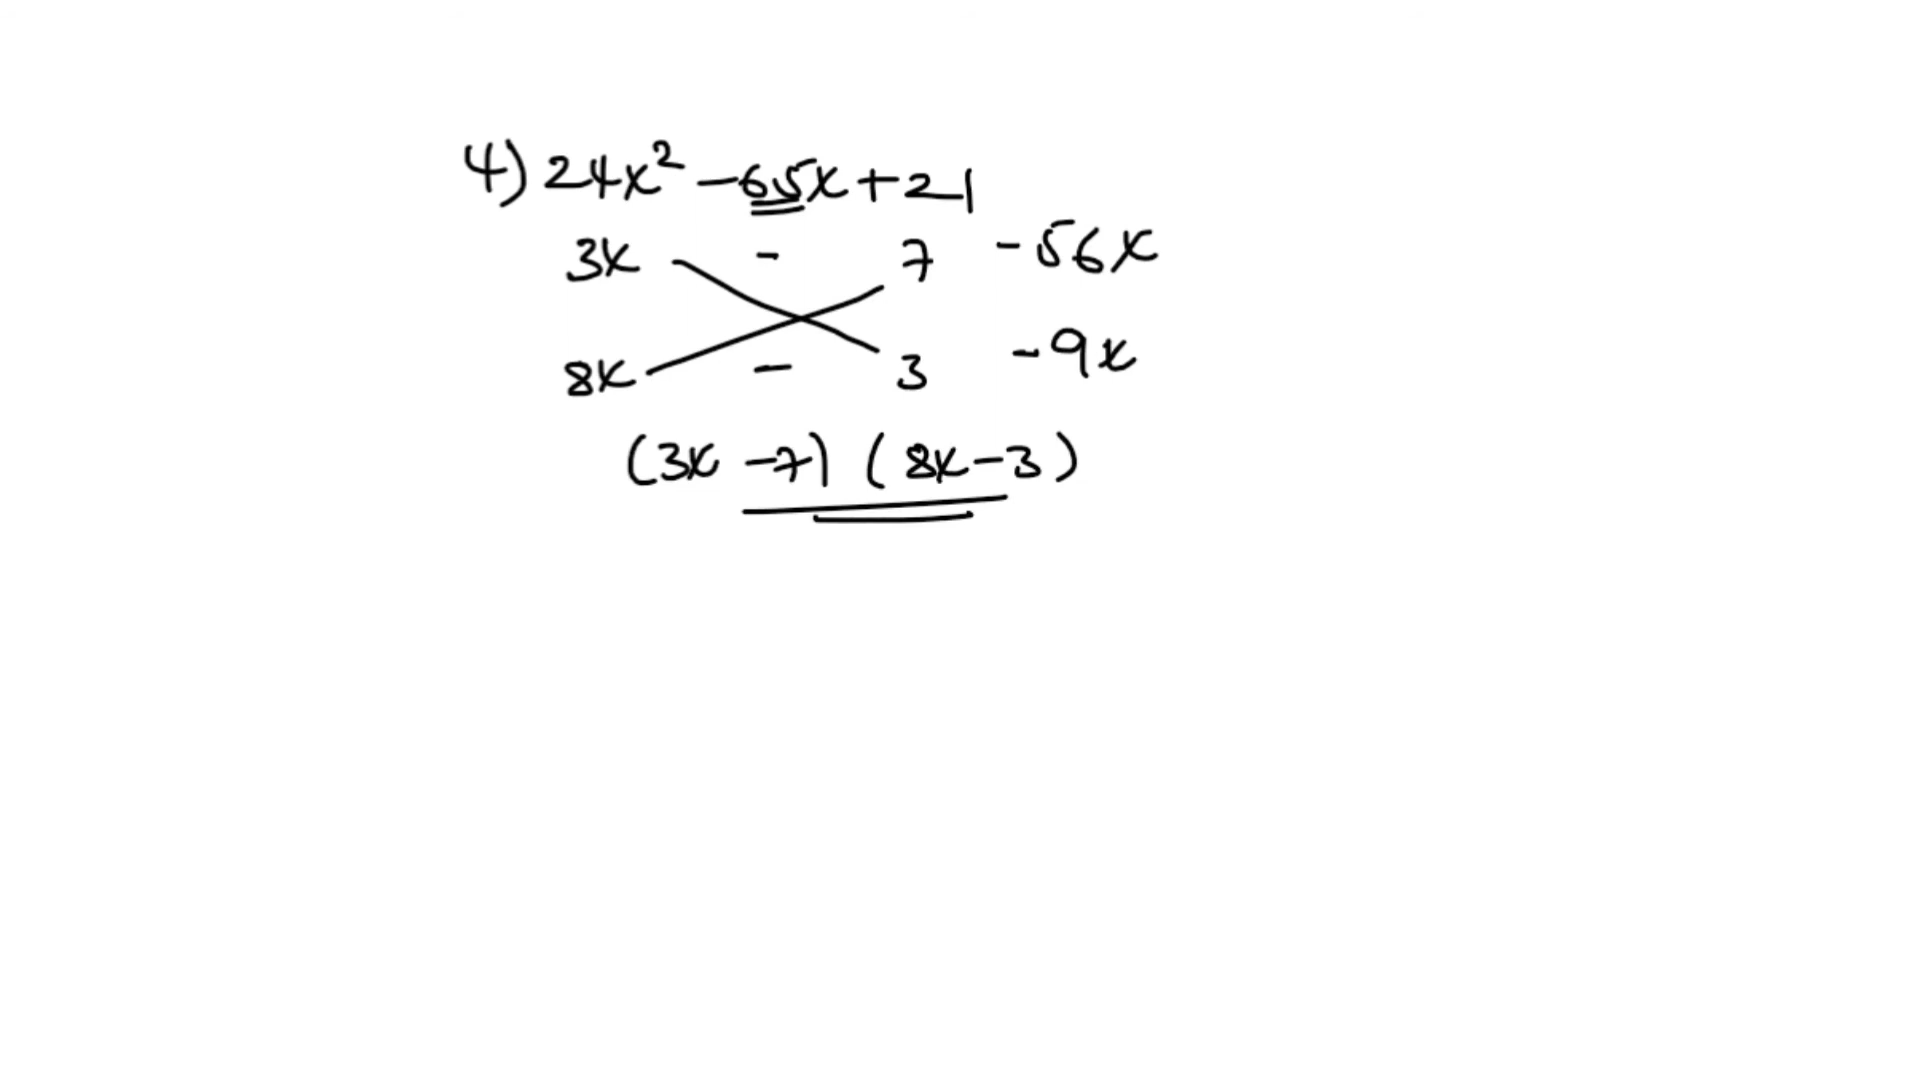 4) 24x² - 65x + 21
3x - 7 -56x
8x - 3 -9x
(3x - 7) (8x - 3)